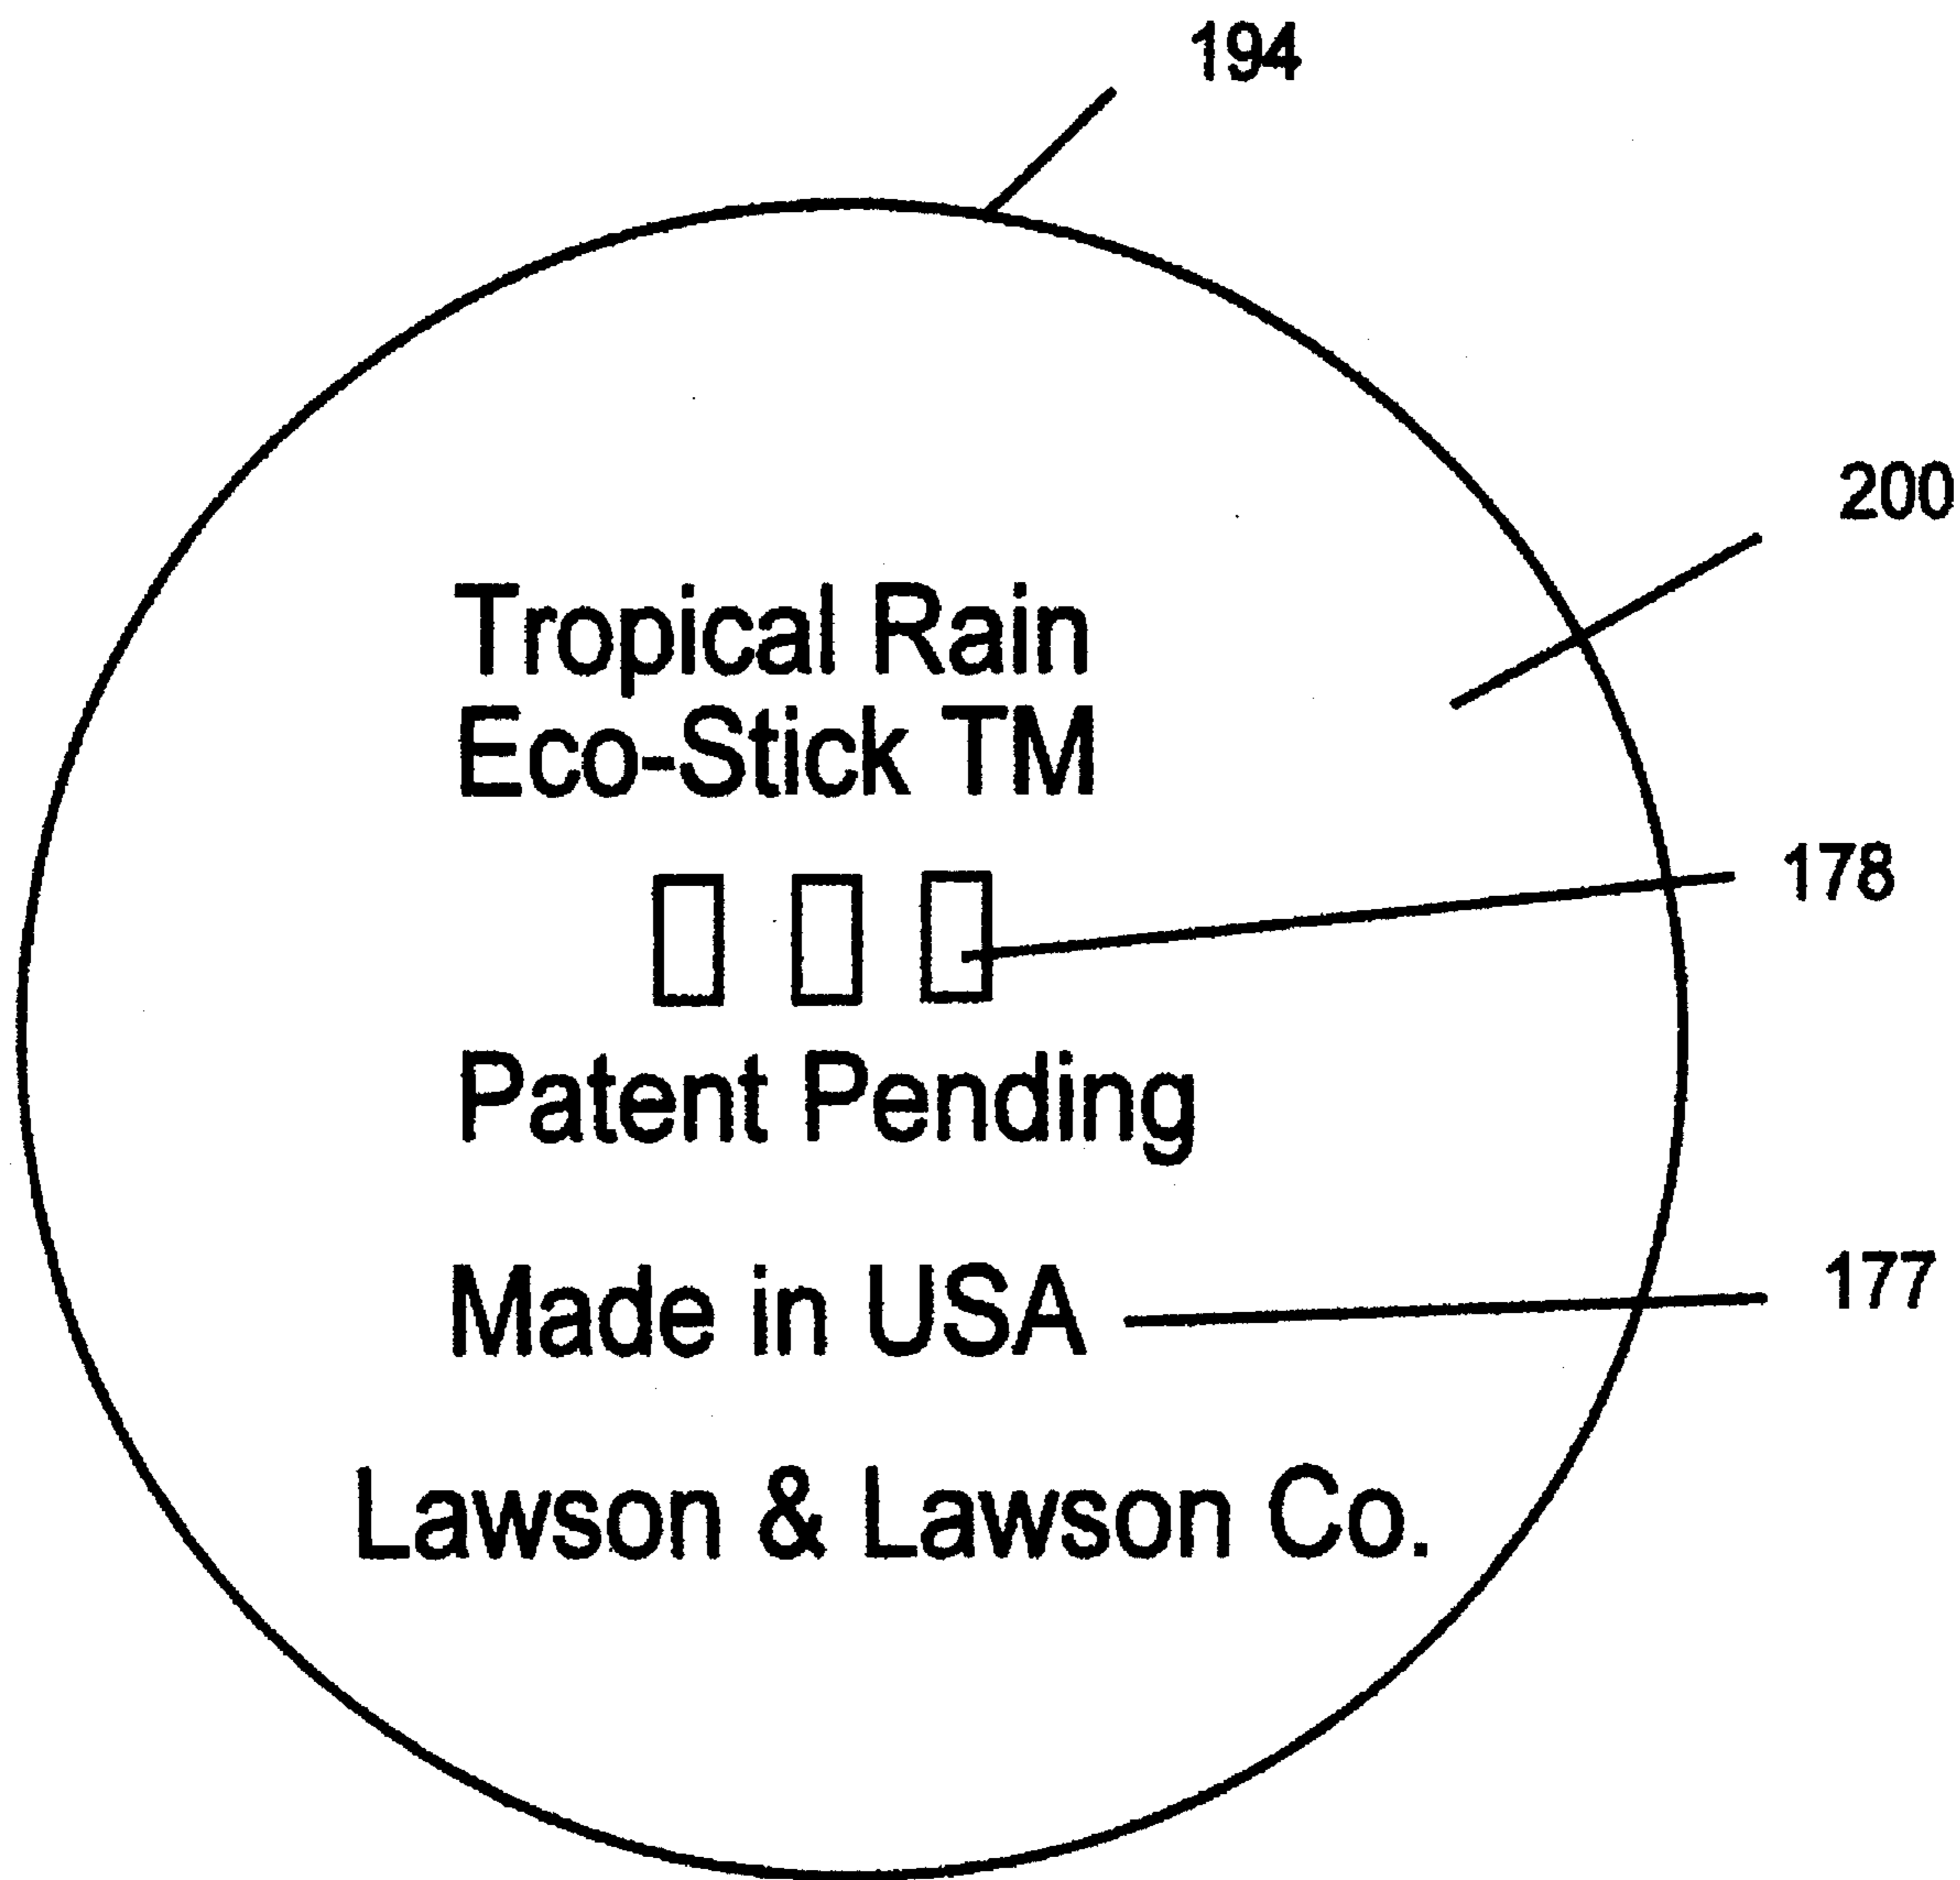 194
200
Tropical Rain
Eco-Stick TM
178
Patent Pending
Made in USA
177
Lawson & Lawson Co.